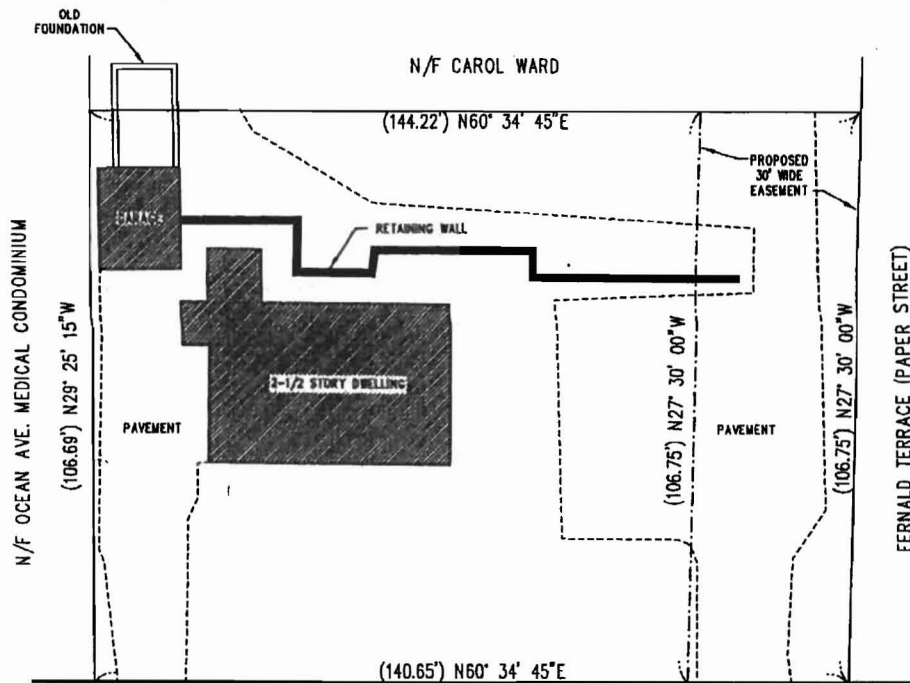 OLD
FOUNDATION
N/F CAROL WARD
(144.22') N60° 34' 45"E
PROPOSED
30' WIDE
EASEMENT
GARAGE
RETAINING WALL
N/F OCEAN AVE. MEDICAL CONDOMINIUM
(106.69') N29° 25' 15"W
2-1/2 STORY DWELLING
PAVEMENT
(106.75') N27° 30' 00"W
PAVEMENT
(106.75') N27° 30' 00"W
FERNALD TERRACE (PAPER STREET)
(140.65') N60° 34' 45"E